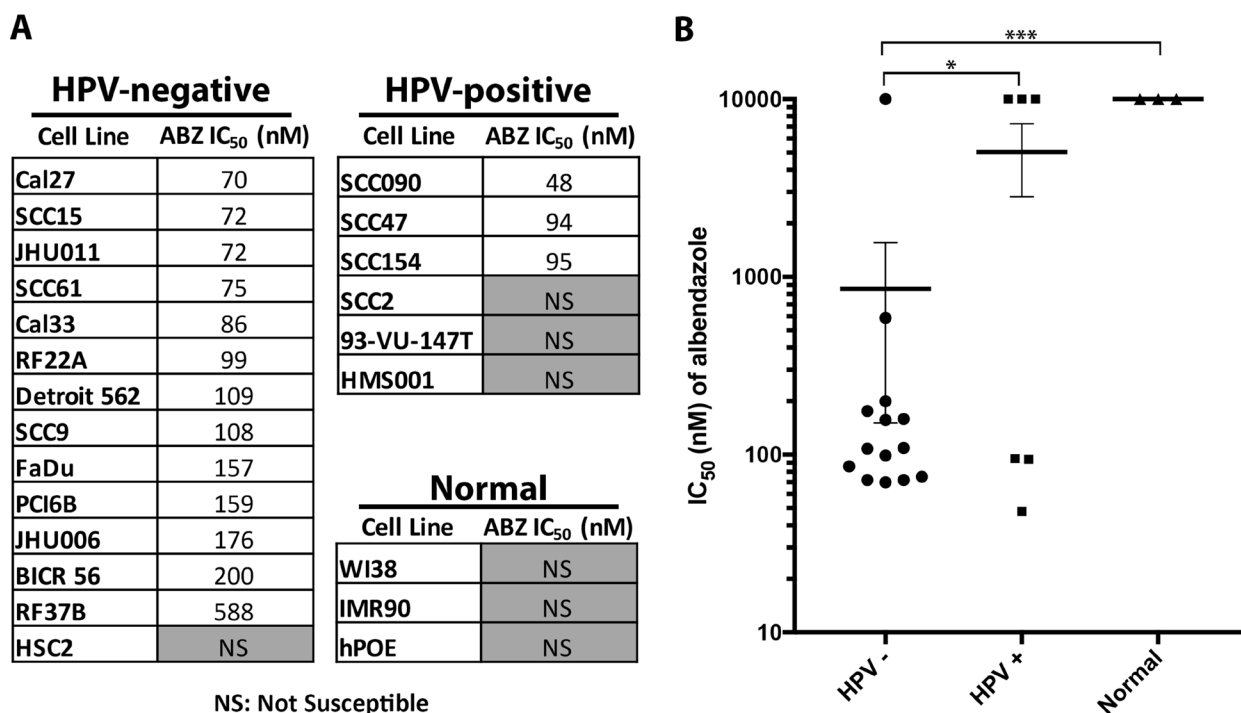 A
HPV-negative
Cell Line ABZ IC50 (nM)
Cal27 70
SCC15 72
JHU011 72
SCC61 75
Cal33 86
RF22A 99
Detroit 562 109
SCC9 108
FaDu 157
PCI6B 159
JHU006 176
BICR 56 200
RF37B 588
HSC2 NS
HPV-positive
Cell Line ABZ IC50 (nM)
SCC090 48
SCC47 94
SCC154 95
SCC2 NS
93-VU-147T NS
HMS001 NS
Normal
Cell Line ABZ IC50 (nM)
WI38 NS
IMR90 NS
hPOE NS
NS: Not Susceptible
B
***
*
IC50 (nM) of albendazole
10000
1000
100
10
HPV -
HPV +
Normal